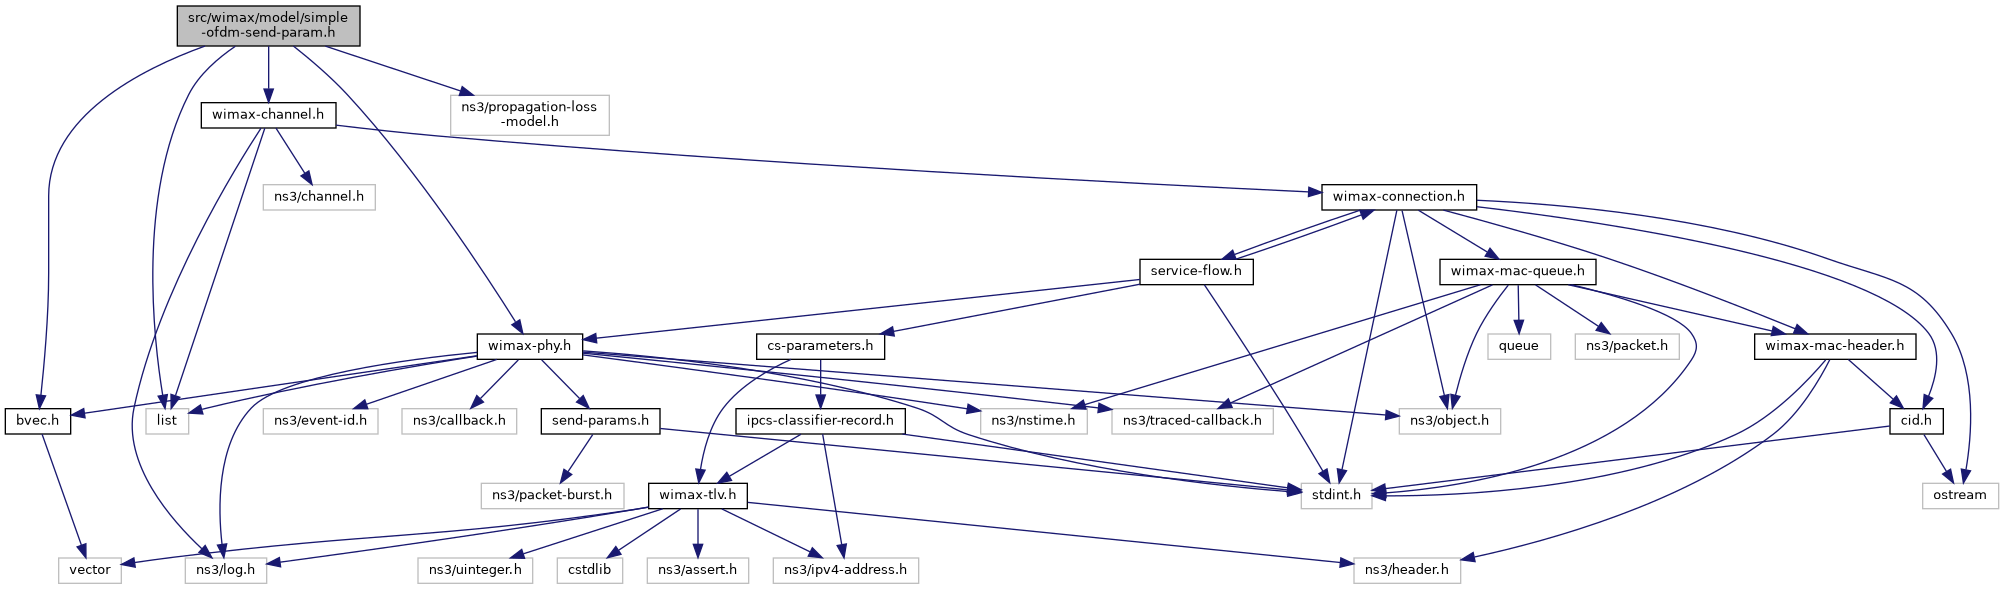 src/wimax/model/simple
-ofdm-send-param.h
wimax-channel.h
ns3/propagation-loss
-model.h
ns3/channel.h
wimax-connection.h
service-flow.h
wimax-mac-queue.h
wimax-phy.h
cs-parameters.h
queue
ns3/packet.h
wimax-mac-header.h
bvec.h
list
ns3/event-id.h
ns3/callback.h
send-params.h
ipcs-classifier-record.h
ns3/nstime.h
ns3/traced-callback.h
ns3/object.h
cid.h
ns3/packet-burst.h
wimax-tlv.h
stdint.h
ostream
vector
ns3/log.h
ns3/uinteger.h
cstdlib
ns3/assert.h
ns3/ipv4-address.h
ns3/header.h